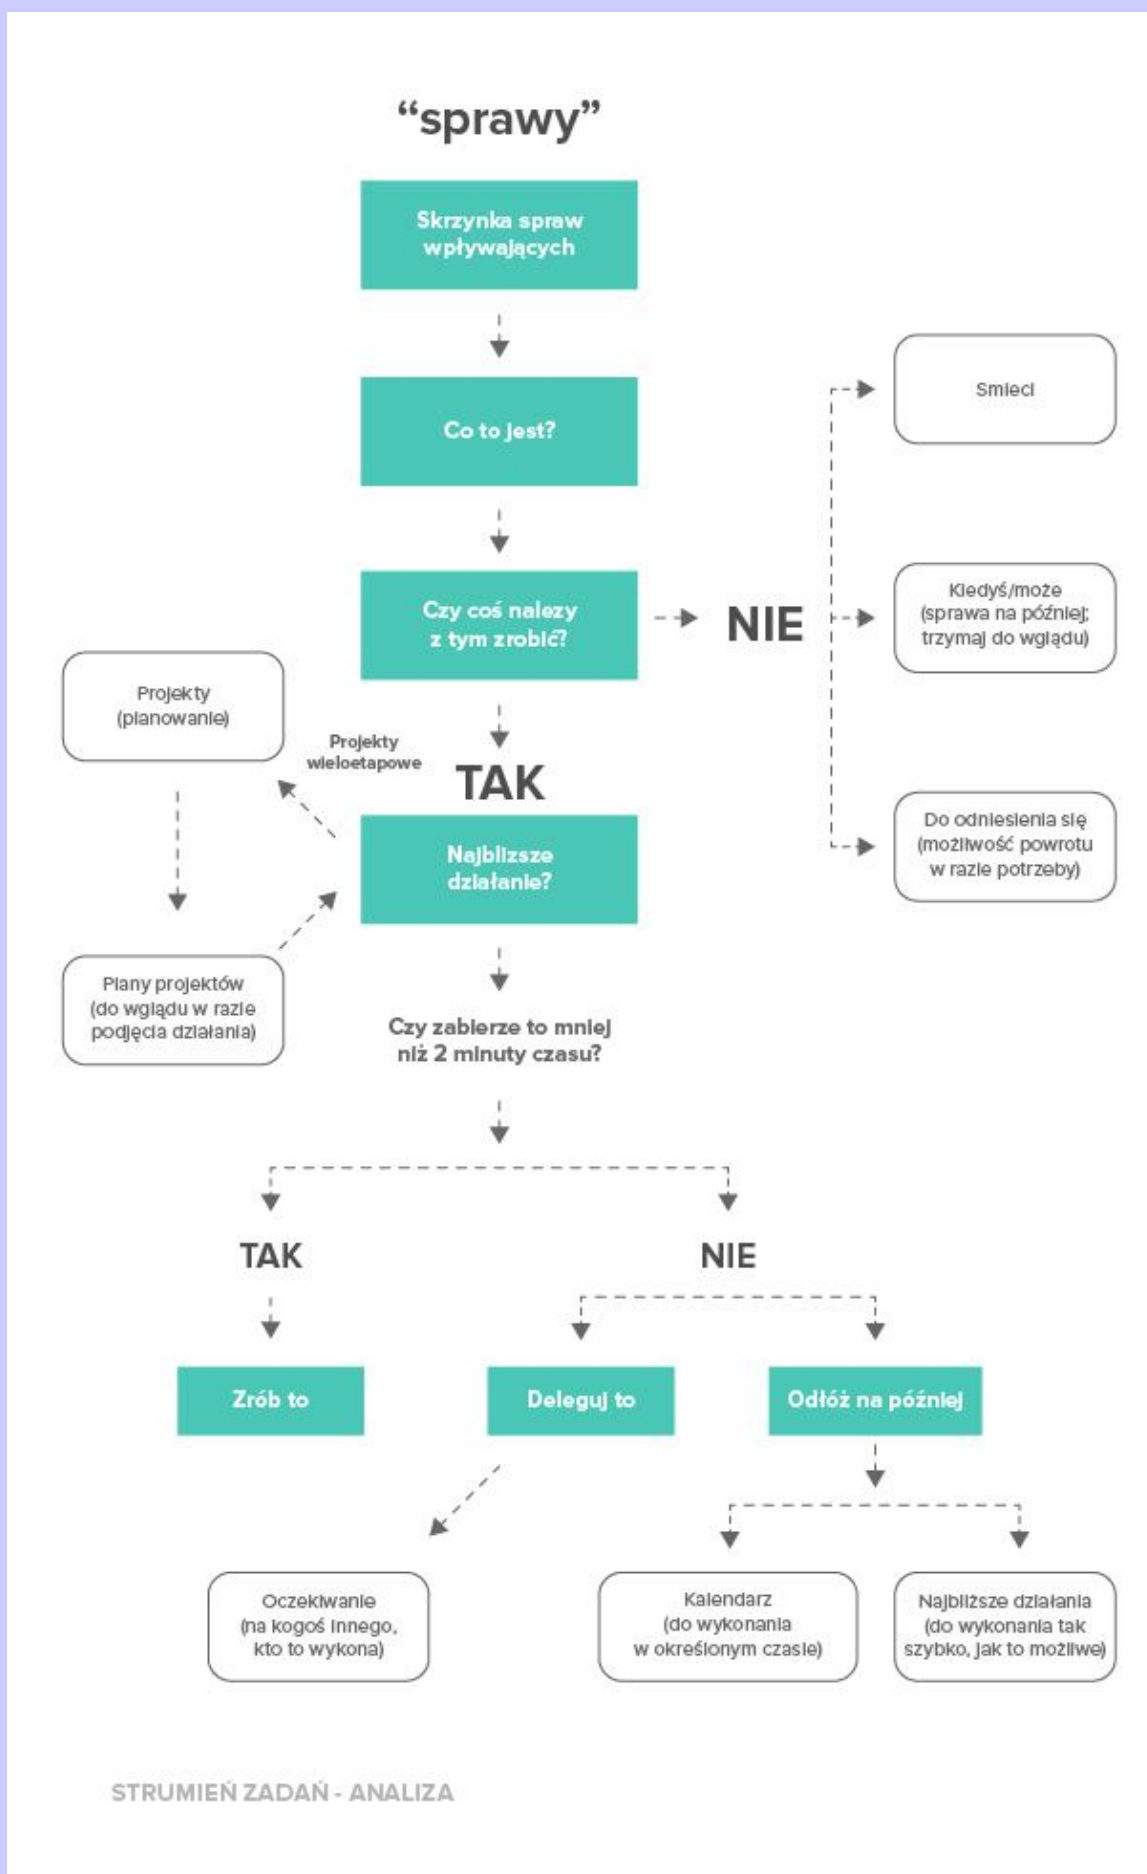 “sprawy”
Skrzynka spraw
wpływających
Co to jest?
Smieci
Czy coś nalezy
z tym zrobić?
NIE
Kiedyś/może
(sprawa na później;
trzymaj do wglądu)
Projekty
(planowanie)
Projekty
wieloetapowe
TAK
Najblizsze
działanie?
Do odniesienia się
(możliwość powrotu
w razie potrzeby)
Plany projektów
(do wglądu w razie
podjęcia działania)
Czy zabierze to mniej
niż 2 minuty czasu?
TAK
NIE
Zrób to
Deleguj to
Odłóż na później
Oczekiwanie
(na kogoś innego,
kto to wykona)
Kalendarz
(do wykonania
w określonym czasie)
Najbliższe działania
(do wykonania tak
szybko, jak to możliwe)
STRUMIEŃ ZADAŃ - ANALIZA